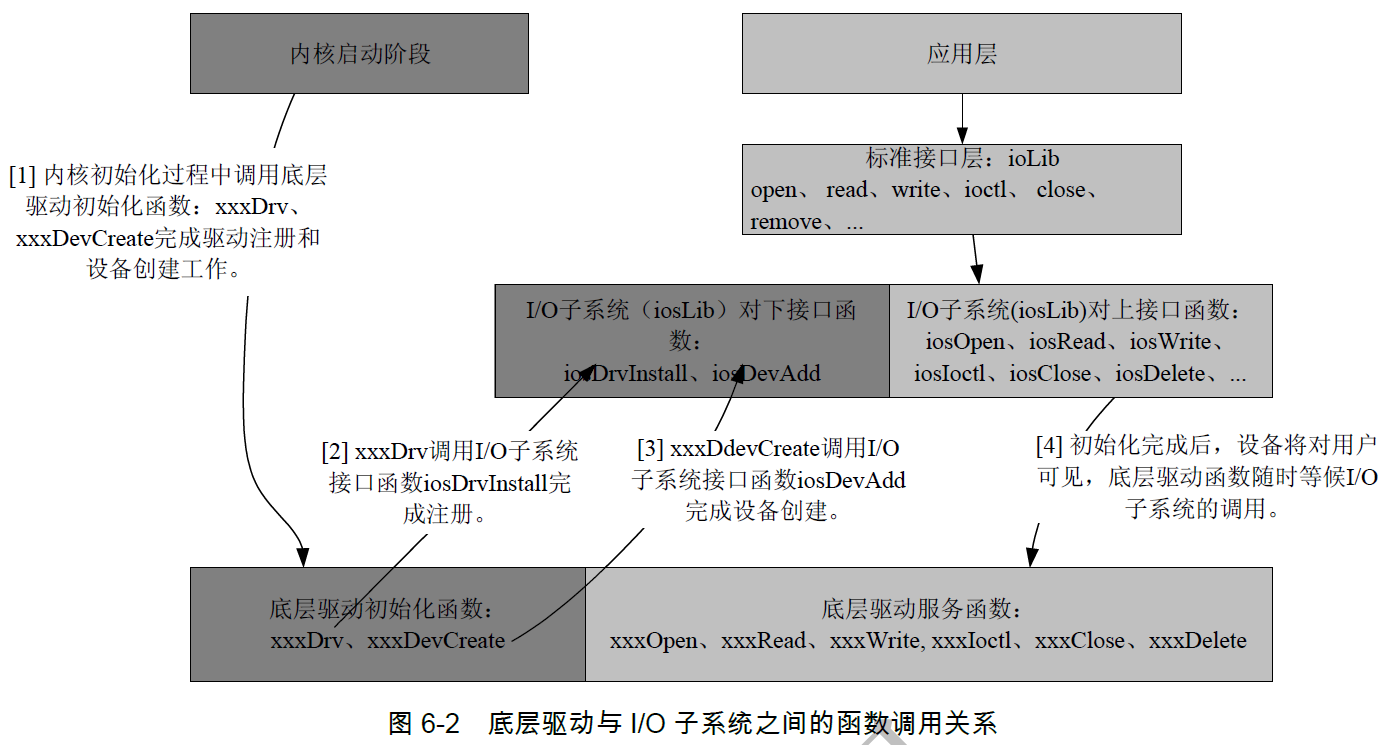 内核启动阶段
应用层
[1] 内核初始化过程中调用底层
驱动初始化函数：xxxDrv、
xxxDevCreate完成驱动注册和
设备创建工作。
标准接口层：ioLib
open、 read、write、ioctl、 close、
remove、...
I/O子系统（iosLib）对下接口函
数：
iosDrvInstall、iosDevAdd
I/O子系统(iosLib)对上接口函数：
iosOpen、iosRead、iosWrite、
iosIoctl、iosClose、iosDelete、...
[2] xxxDrv调用I/O子系统
接口函数iosDrvInstall完
成注册。
[3] xxxDdevCreate调用I/O
子系统接口函数iosDevAdd
完成设备创建。
[4] 初始化完成后，设备将对用户
可见，底层驱动函数随时等候I/O
子系统的调用。
底层驱动初始化函数：
xxxDrv、xxxDevCreate
底层驱动服务函数：
xxxOpen、xxxRead、xxxWrite, xxxIoctl、xxxClose、xxxDelete
图 6-2 底层驱动与 I/O 子系统之间的函数调用关系